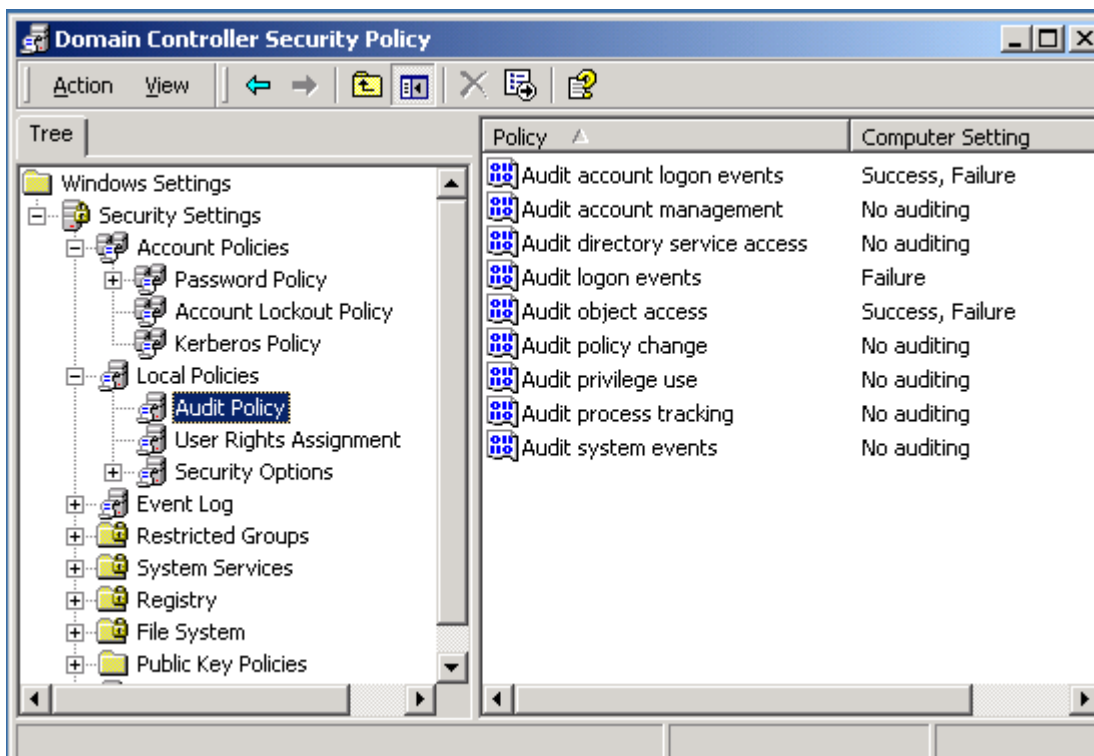 Domain Controller Security Policy
Action View
Tree
Windows Settings
Security Settings
Account Policies
Password Policy
Account Lockout Policy
Kerberos Policy
Local Policies
Audit Policy
User Rights Assignment
Security Options
Event Log
Restricted Groups
System Services
Registry
File System
Public Key Policies
Policy Computer Setting
Audit account logon events Success, Failure
Audit account management No auditing
Audit directory service access No auditing
Audit logon events Failure
Audit object access Success, Failure
Audit policy change No auditing
Audit privilege use No auditing
Audit process tracking No auditing
Audit system events No auditing